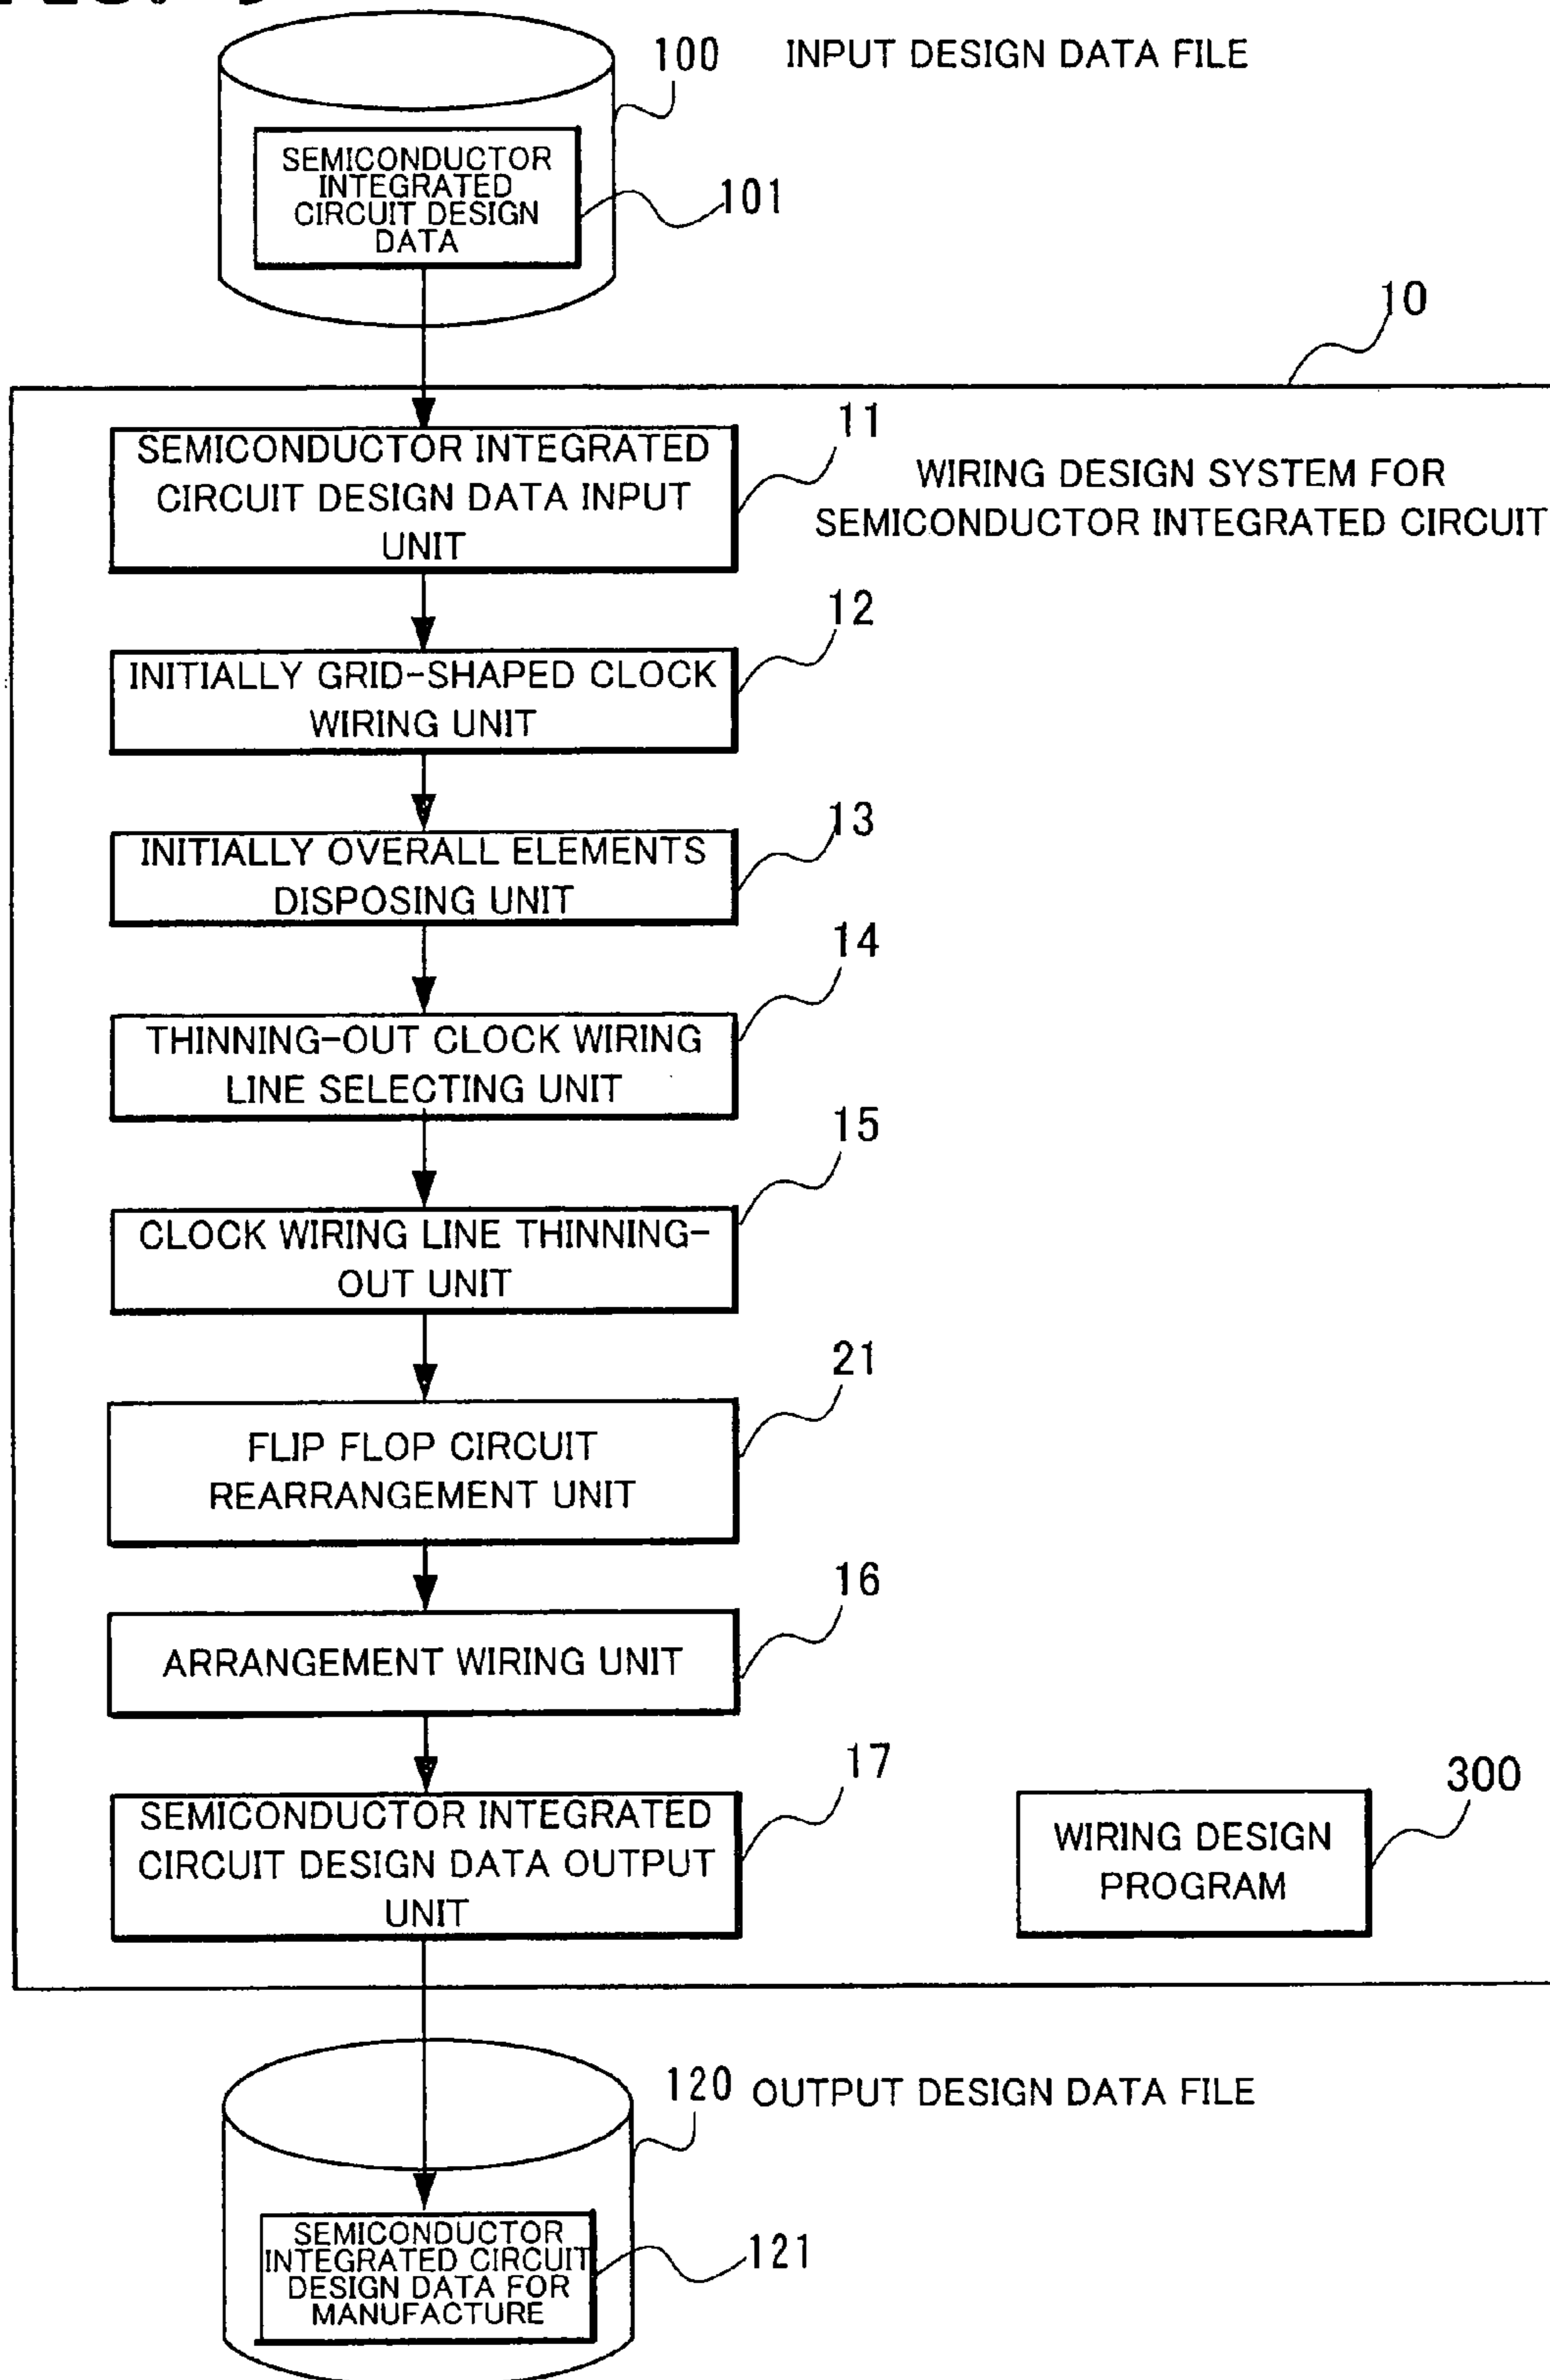 100 INPUT DESIGN DATA FILE
SEMICONDUCTOR
INTEGRATED
CIRCUIT DESIGN
DATA
101
10
SEMICONDUCTOR INTEGRATED
CIRCUIT DESIGN DATA INPUT
UNIT
11
WIRING DESIGN SYSTEM FOR
SEMICONDUCTOR INTEGRATED CIRCUIT
12
INITIALLY GRID-SHAPED CLOCK
WIRING UNIT
13
INITIALLY OVERALL ELEMENTS
DISPOSING UNIT
14
THINNING-OUT CLOCK WIRING
LINE SELECTING UNIT
15
CLOCK WIRING LINE THINNING-
OUT UNIT
21
FLIP FLOP CIRCUIT
REARRANGEMENT UNIT
16
ARRANGEMENT WIRING UNIT
17
SEMICONDUCTOR INTEGRATED
CIRCUIT DESIGN DATA OUTPUT
UNIT
300
WIRING DESIGN
PROGRAM
120 OUTPUT DESIGN DATA FILE
SEMICONDUCTOR
INTEGRATED CIRCUIT
DESIGN DATA FOR
MANUFACTURE
121